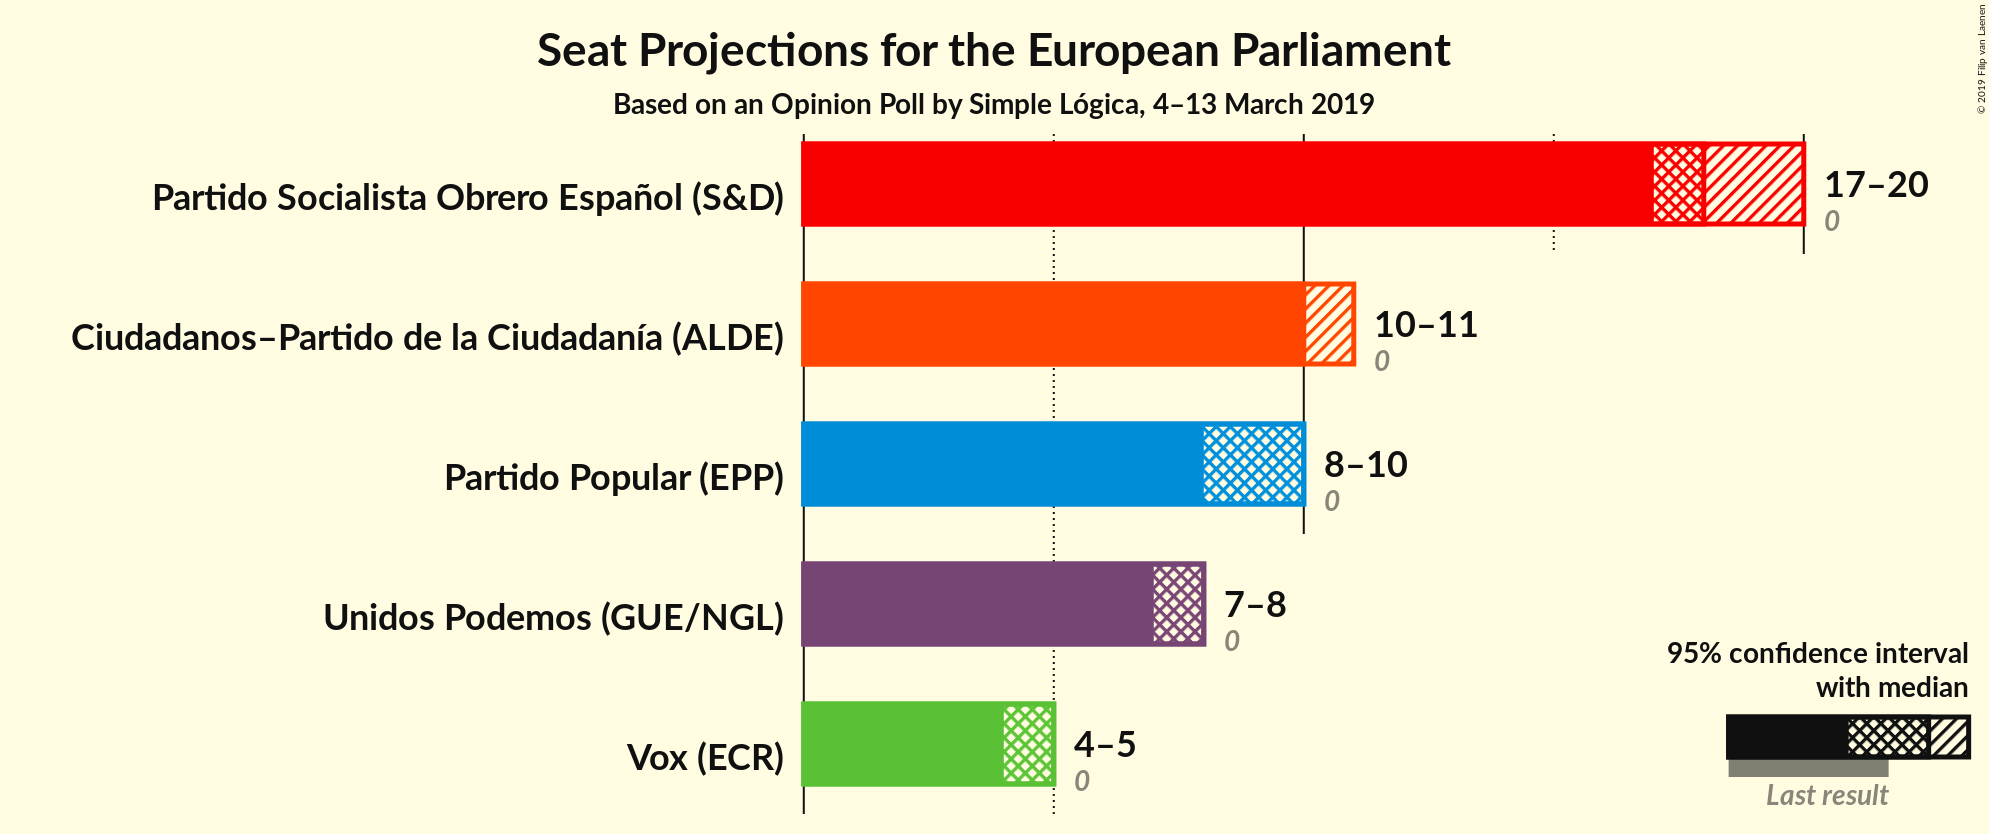 Seat Projections for the European Parliament
Based on an Opinion Poll by Simple Lógica, 4–13 March 2019
© 2019 Filip van Laenen
Partido Socialista Obrero Español (S&D)
17–20
0
Ciudadanos–Partido de la Ciudadanía (ALDE)
10–11
0
Partido Popular (EPP)
8–10
0
Unidos Podemos (GUE/NGL)
7–8
0
Vox (ECR)
4–5
0
95% confidence interval
with median
Last result